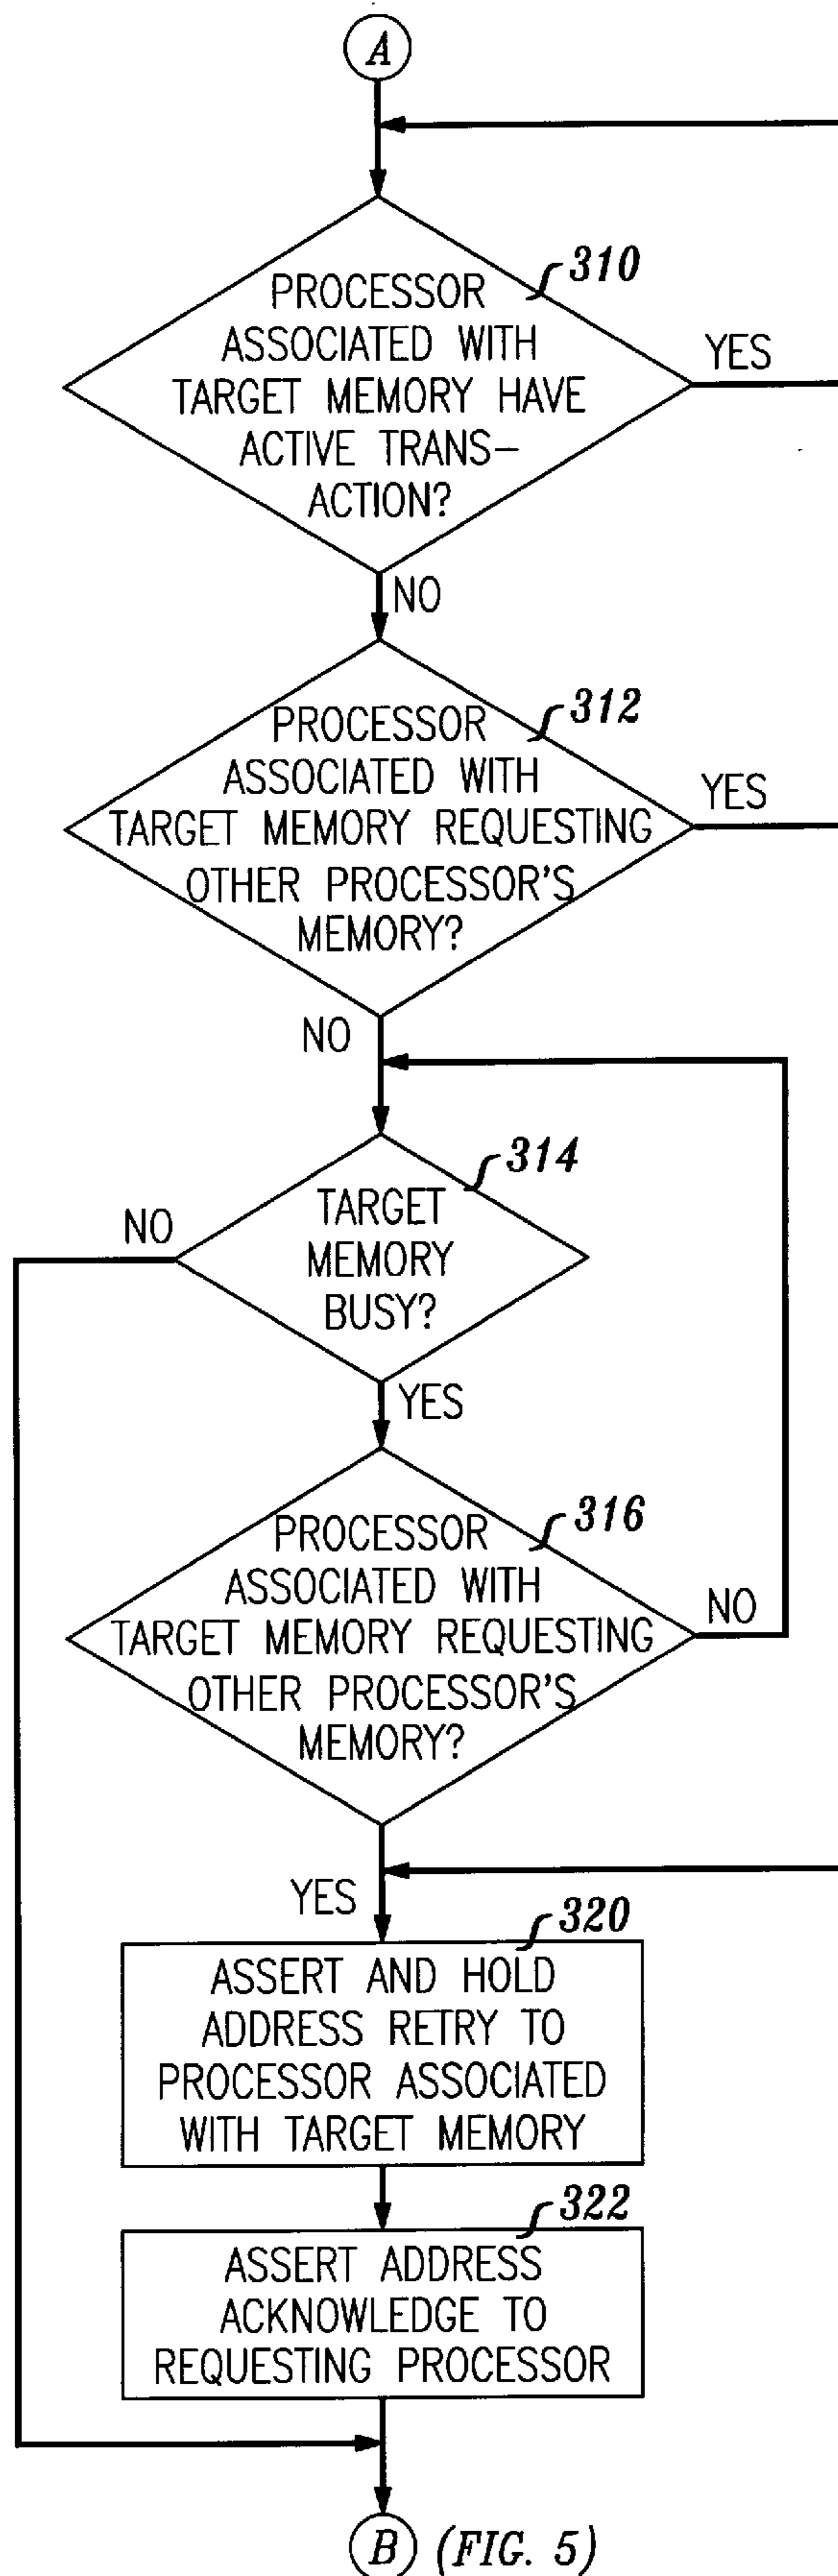 A
310
PROCESSOR
ASSOCIATED WITH
TARGET MEMORY HAVE
ACTIVE TRANS-
ACTION?
YES
NO
312
PROCESSOR
ASSOCIATED WITH
TARGET MEMORY REQUESTING
OTHER PROCESSOR'S
MEMORY?
YES
NO
314
TARGET
MEMORY
BUSY?
NO
YES
316
PROCESSOR
ASSOCIATED WITH
TARGET MEMORY REQUESTING
OTHER PROCESSOR'S
MEMORY?
NO
YES
320
ASSERT AND HOLD
ADDRESS RETRY TO
PROCESSOR ASSOCIATED
WITH TARGET MEMORY
322
ASSERT ADDRESS
ACKNOWLEDGE TO
REQUESTING PROCESSOR
B (FIG. 5)